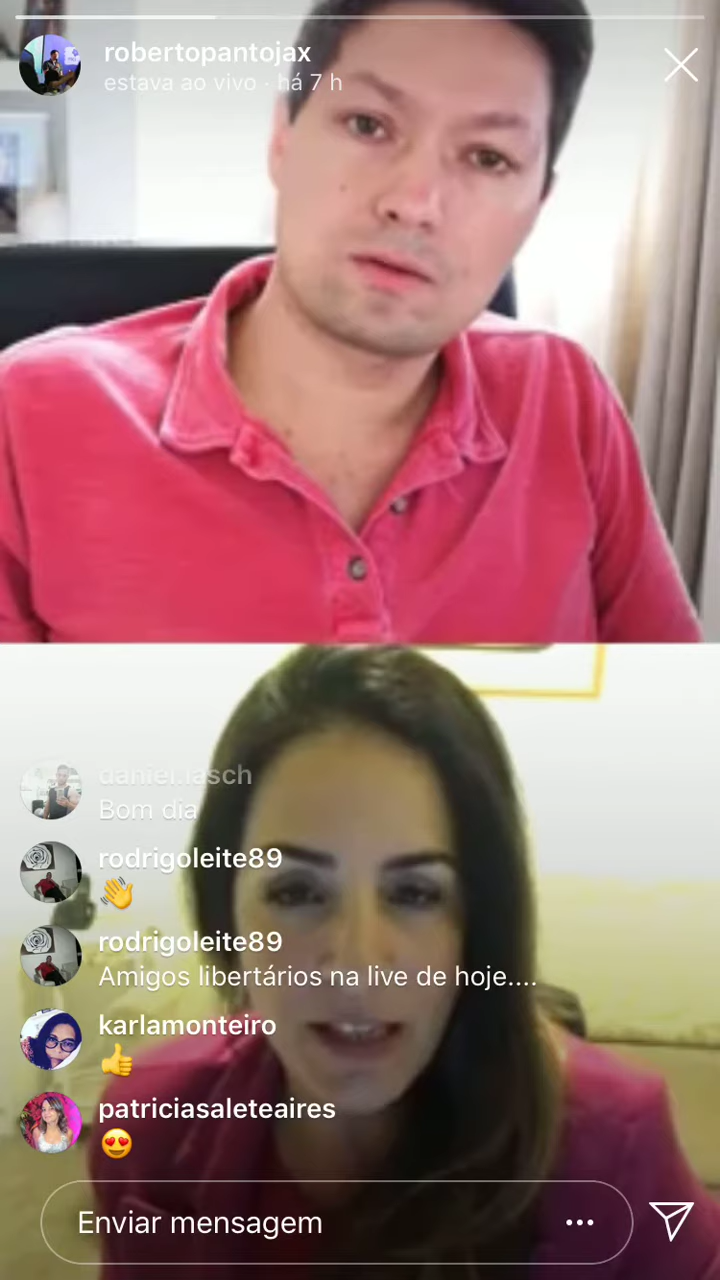 robertopantojax
estava ao vivo · há 7 h
daniel.lasch
Bom dia
rodrigoleite89
👋
rodrigoleite89
Amigos libertários na live de hoje....
karlamonteiro
👍
patriciasaleteaires
😍
Enviar mensagem